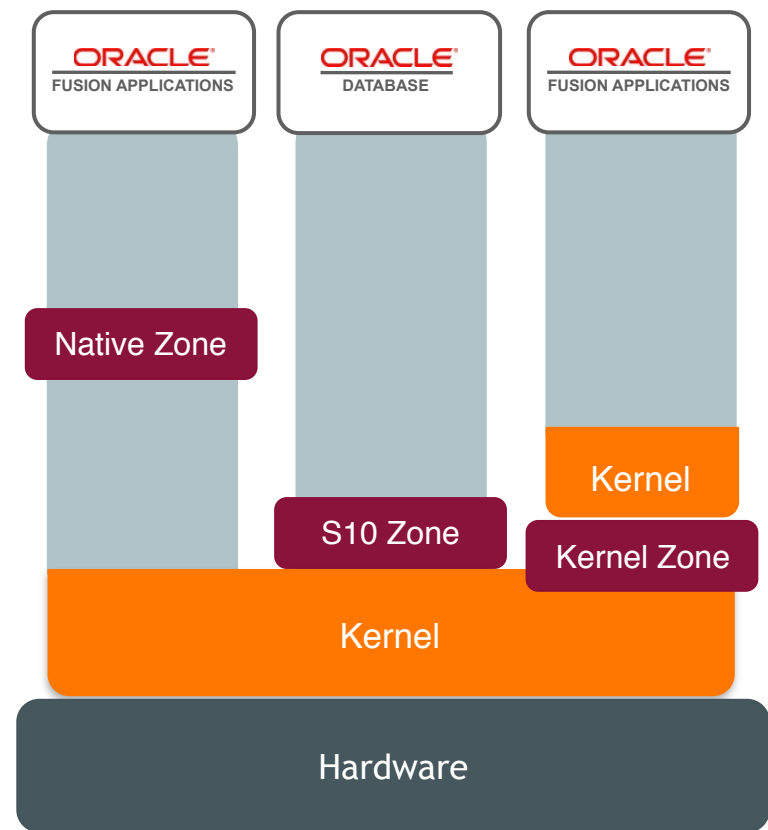 ORACLE®
FUSION APPLICATIONS
ORACLE®
DATABASE
ORACLE®
FUSION APPLICATIONS
Native Zone
Kernel
S10 Zone
Kernel Zone
Kernel
Hardware